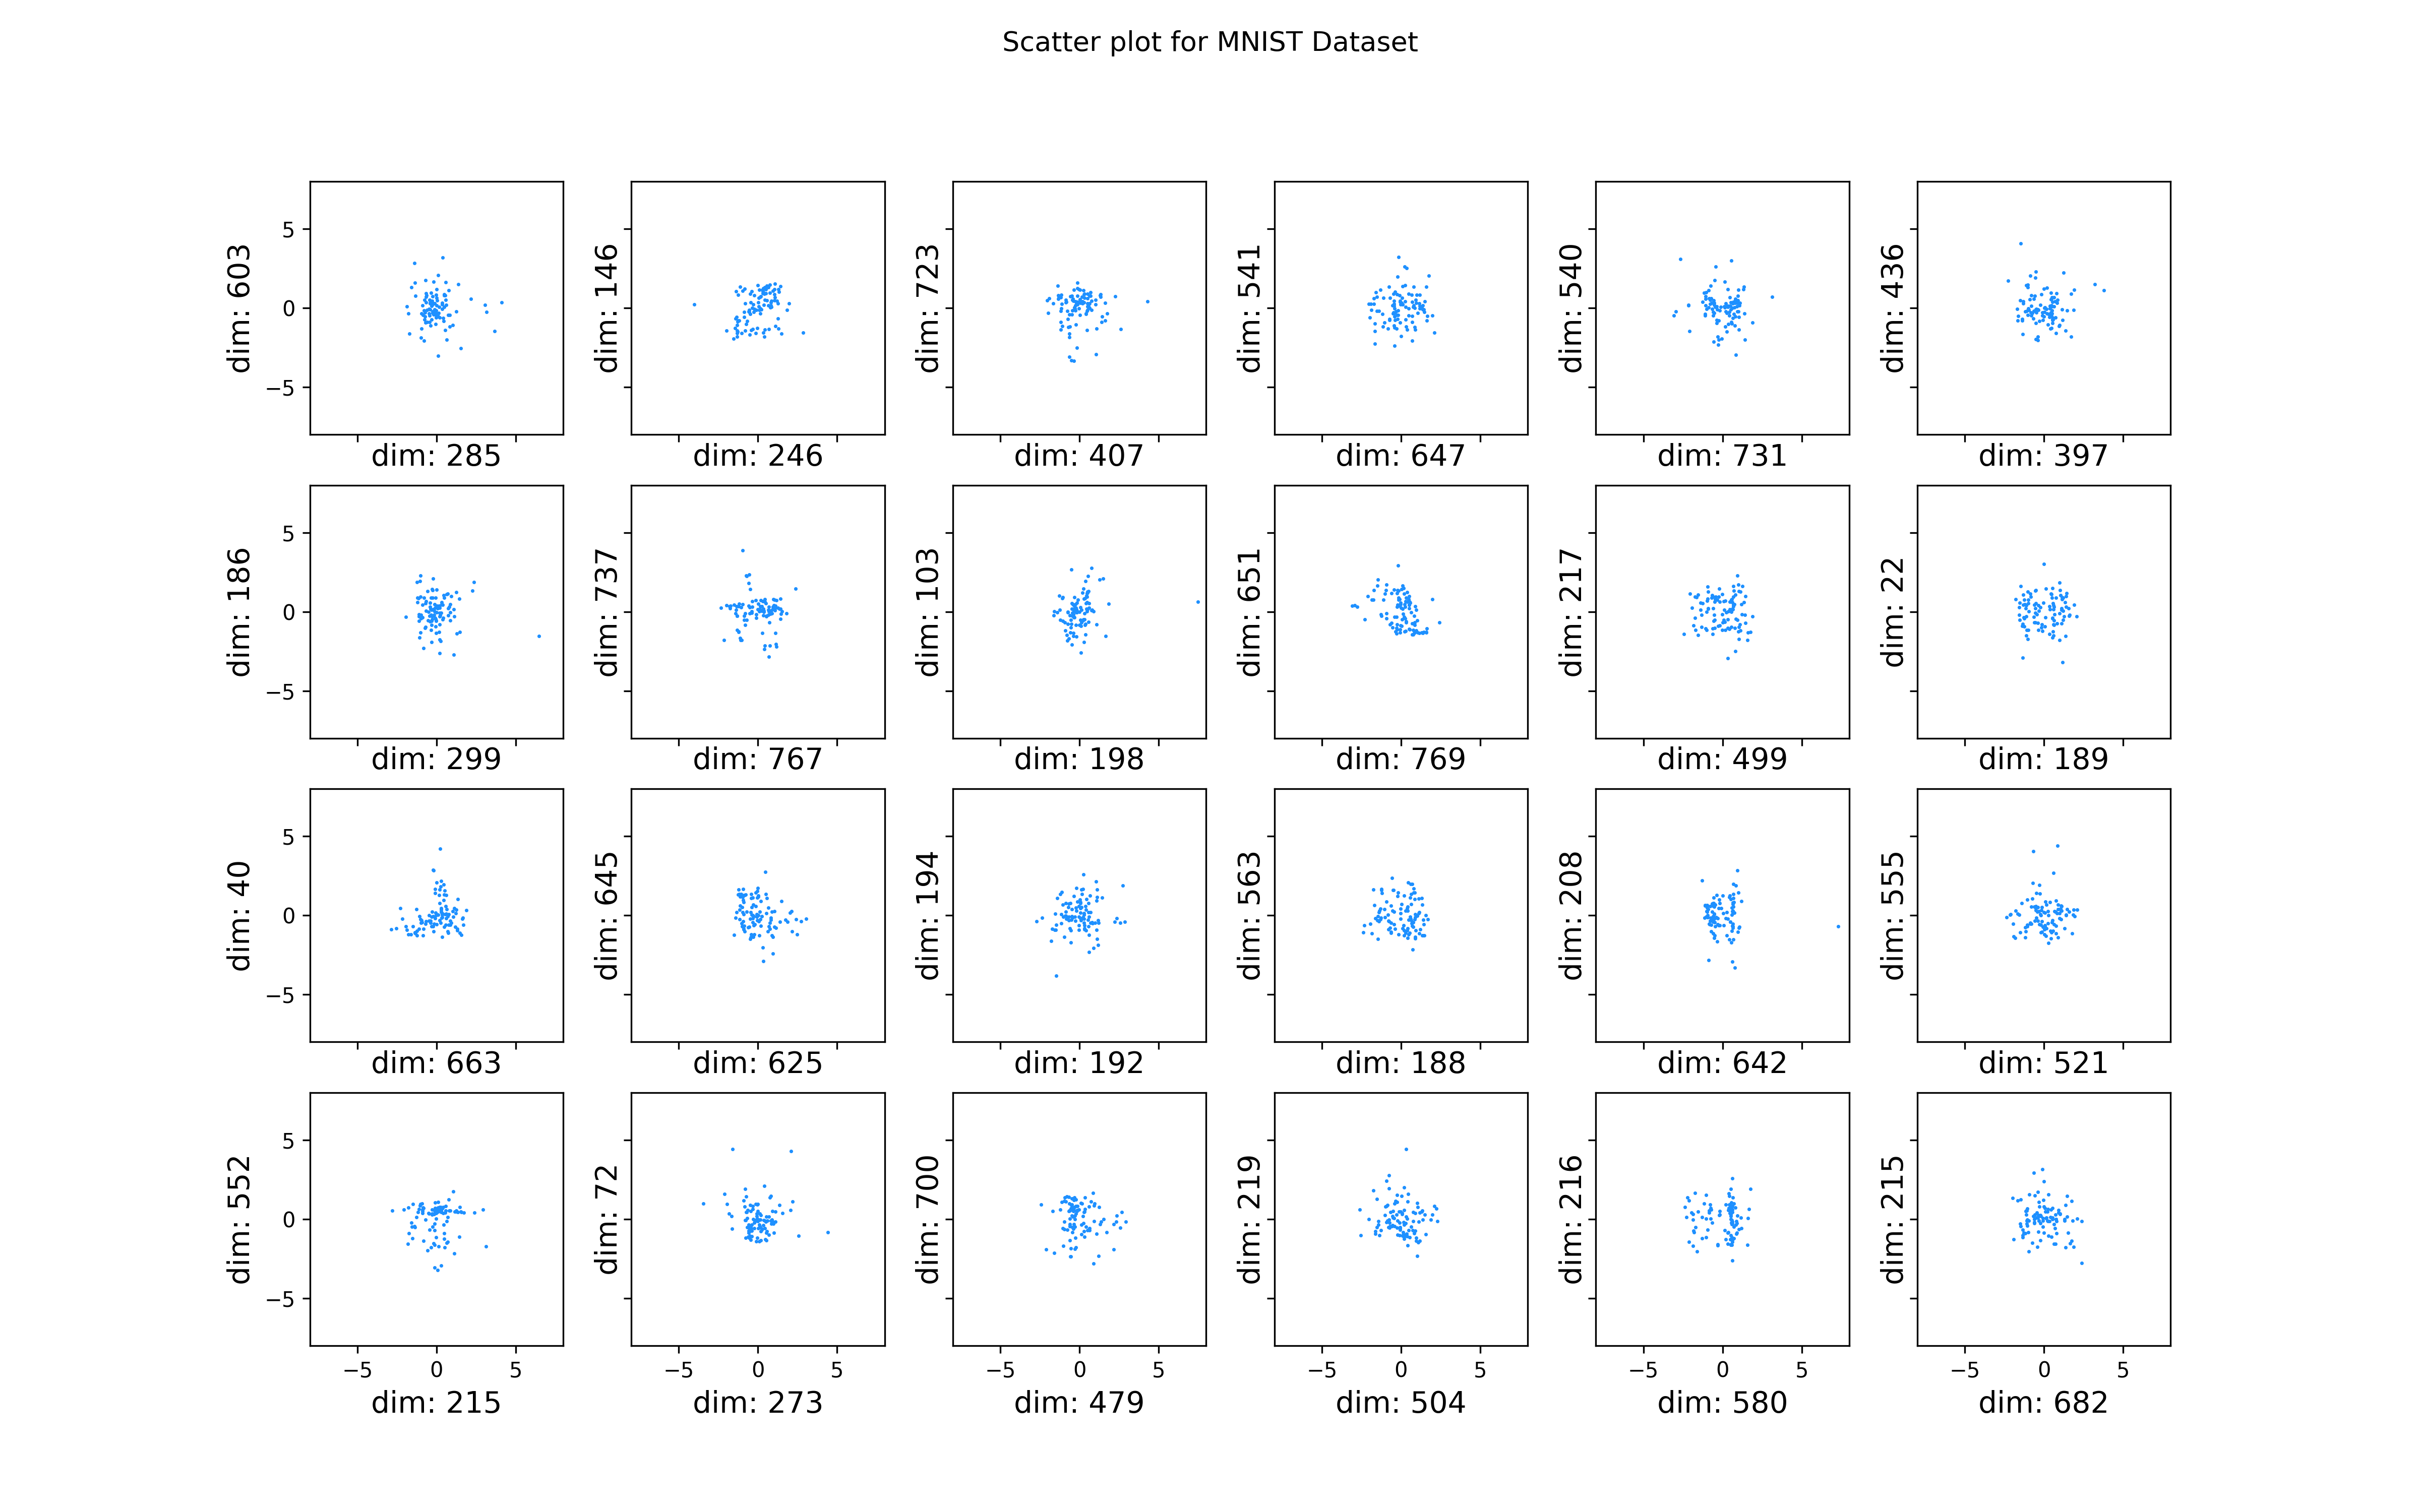 Scatter plot for MNIST Dataset
dim: 603
5
0
−5
dim: 285
dim: 146
dim: 246
dim: 723
dim: 407
dim: 541
dim: 647
dim: 540
dim: 731
dim: 436
dim: 397
dim: 186
5
0
−5
dim: 299
dim: 737
dim: 767
dim: 103
dim: 198
dim: 651
dim: 769
dim: 217
dim: 499
dim: 22
dim: 189
dim: 40
5
0
−5
dim: 663
dim: 645
dim: 625
dim: 194
dim: 192
dim: 563
dim: 188
dim: 208
dim: 642
dim: 555
dim: 521
dim: 552
5
0
−5
−5 0 5
dim: 215
dim: 72
−5 0 5
dim: 273
dim: 700
−5 0 5
dim: 479
dim: 219
−5 0 5
dim: 504
dim: 216
−5 0 5
dim: 580
dim: 215
−5 0 5
dim: 682